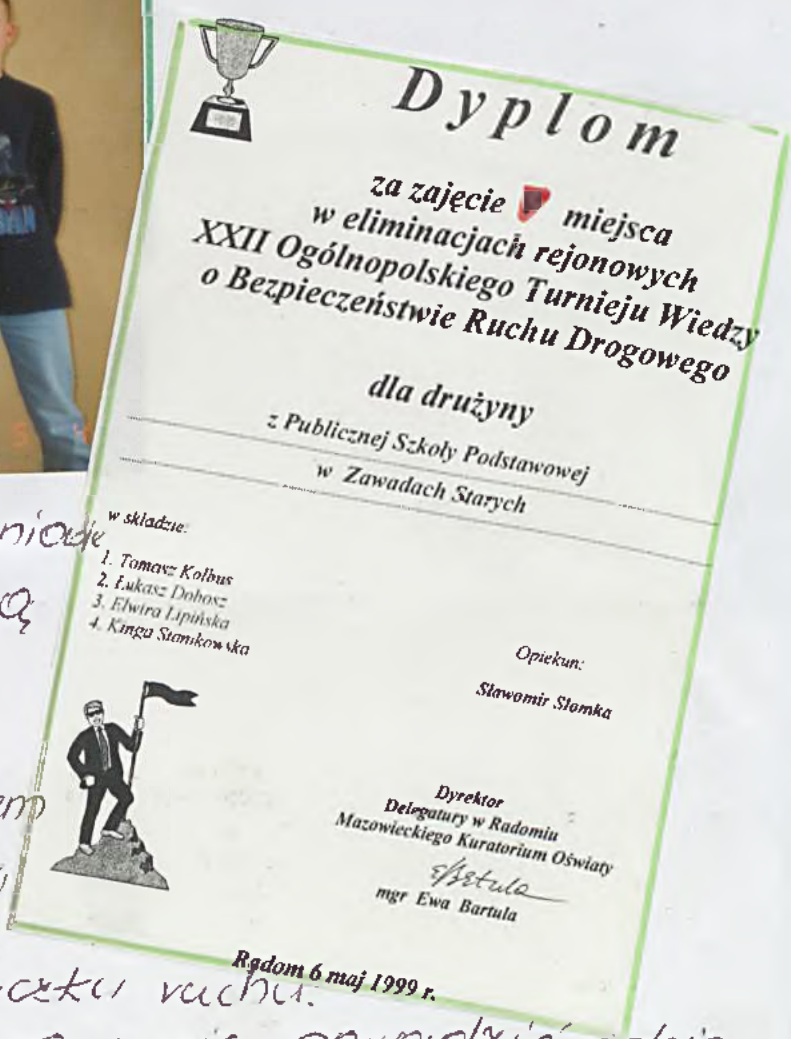 Dyplom
za zajęcie miejsca
w eliminacjach rejonowych
XXII Ogólnopolskiego Turnieju Wiedzy
o Bezpieczeństwie Ruchu Drogowego
dla drużyny
z Publicznej Szkoły Podstawowej
w Zawadach Starych
w składzie:
1. Tomasz Kolbus
2. Łukasz Dobosz
3. Elwira Lipińska
4. Kinga Stanikowska
Opiekun:
Sławomir Słomka
Dyrektor
Delegatury w Radomiu
Mazowieckiego Kuratorium Oświaty
EBartula
mgr Ewa Bartula
Radom 6 maj 1999 r.
ruchu.